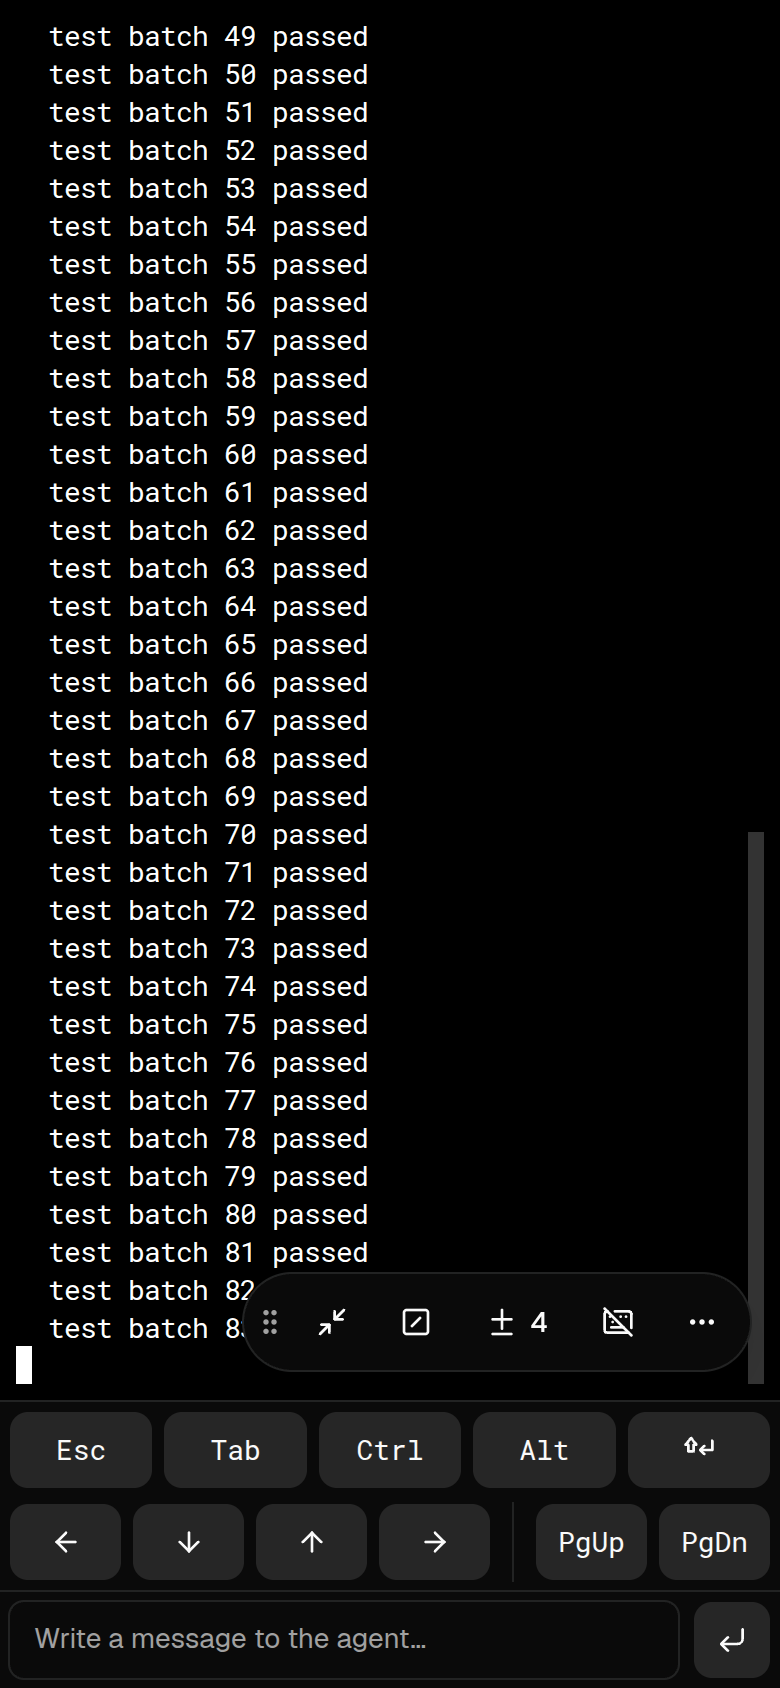 test batch 49 passed
test batch 50 passed
test batch 51 passed
test batch 52 passed
test batch 53 passed
test batch 54 passed
test batch 55 passed
test batch 56 passed
test batch 57 passed
test batch 58 passed
test batch 59 passed
test batch 60 passed
test batch 61 passed
test batch 62 passed
test batch 63 passed
test batch 64 passed
test batch 65 passed
test batch 66 passed
test batch 67 passed
test batch 68 passed
test batch 69 passed
test batch 70 passed
test batch 71 passed
test batch 72 passed
test batch 73 passed
test batch 74 passed
test batch 75 passed
test batch 76 passed
test batch 77 passed
test batch 78 passed
test batch 79 passed
test batch 80 passed
test batch 81 passed
test batch 82
test batch
± 4
Esc Tab Ctrl Alt
← ↓ ↑ → PgUp PgDn
Write a message to the agent…